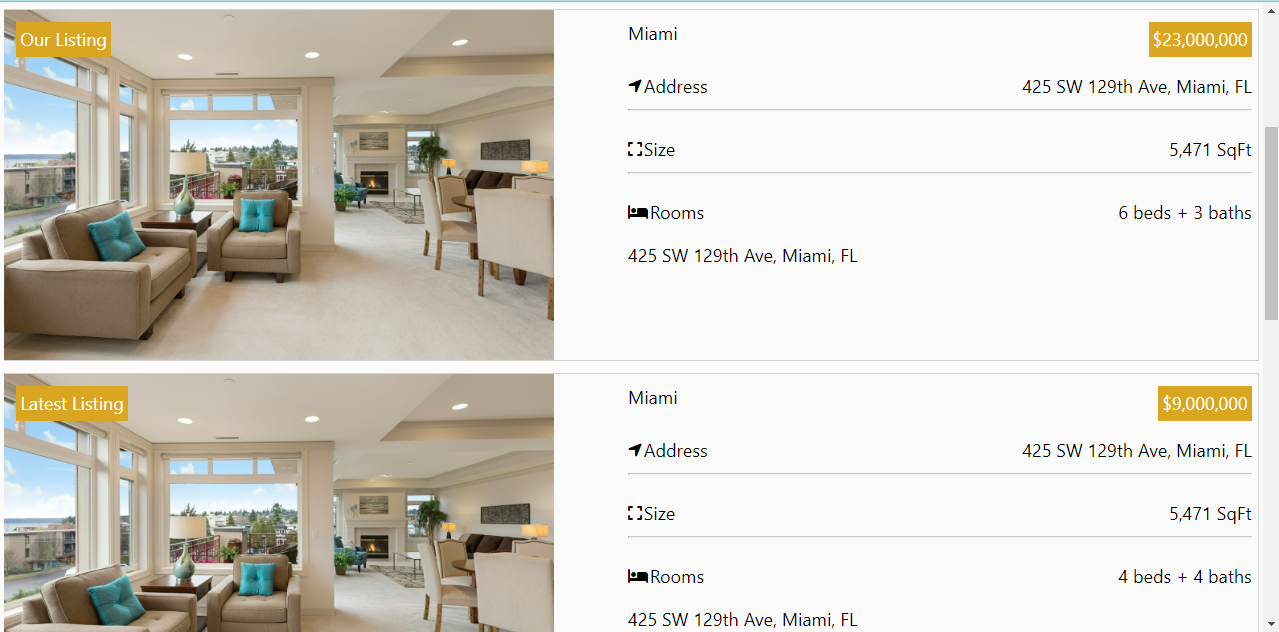 Our Listing
Miami
$23,000,000
Address
425 SW 129th Ave, Miami, FL
Size
5,471 SqFt
Rooms
6 beds + 3 baths
425 SW 129th Ave, Miami, FL
Latest Listing
Miami
$9,000,000
Address
425 SW 129th Ave, Miami, FL
Size
5,471 SqFt
Rooms
4 beds + 4 baths
425 SW 129th Ave, Miami, FL